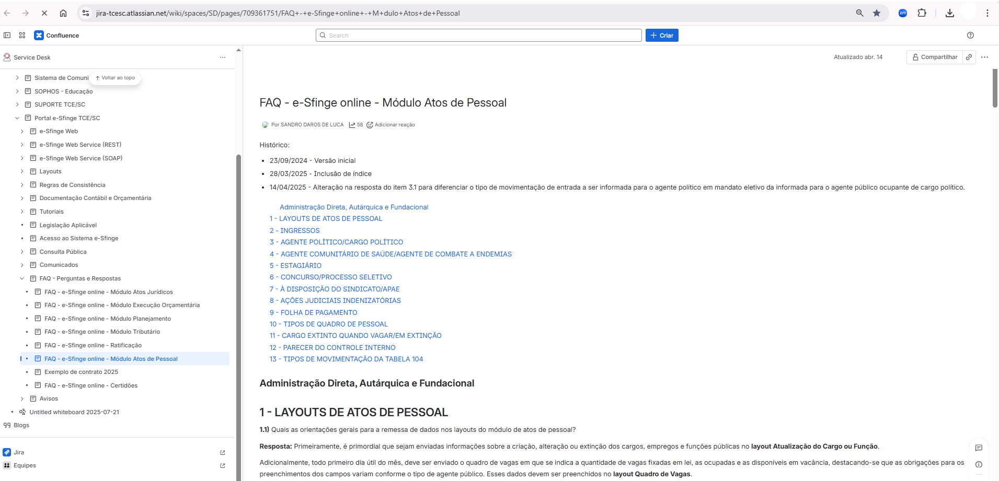 jira-tcesc.atlassian.net/wiki/spaces/SD/pages/709361751/FAQ+-+e-Sfinge+online+-+M+dulo+Atos+de+Pessoal
zm
Confluence
Search
Criar
Service Desk
Atualizado abr. 14
Compartilhar
Sistema de Comuni
Voltar ao topo
SOPHOS - Educação
SUPORTE TCE/SC
Portal e-Sfinge TCE/SC
e-Sfinge Web
e-Sfinge Web Service (REST)
e-Sfinge Web Service (SOAP)
Layouts
Regras de Consistência
Documentação Contábil e Orçamentária
Tutoriais
Legislação Aplicável
Acesso ao Sistema e-Sfinge
Consulta Pública
Comunicados
FAQ - Perguntas e Respostas
FAQ - e-Sfinge online - Módulo Atos Jurídicos
FAQ - e-Sfinge online - Módulo Execução Orçamentária
FAQ - e-Sfinge online - Módulo Planejamento
FAQ - e-Sfinge online - Módulo Tributário
FAQ - e-Sfinge online - Ratificação
FAQ - e-Sfinge online - Módulo Atos de Pessoal
Exemplo de contrato 2025
FAQ - e-Sfinge online - Certidões
Avisos
Untitled whiteboard 2025-07-21
Blogs
Jira
Equipes
FAQ - e-Sfinge online - Módulo Atos de Pessoal
Por SANDRO DAROS DE LUCA 58 Adicionar reação
Histórico:
• 23/09/2024 - Versão inicial
• 28/03/2025 - Inclusão de índice
• 14/04/2025 - Alteração na resposta do item 3.1 para diferenciar o tipo de movimentação de entrada a ser informada para o agente político em mandato eletivo da informada para o agente público ocupante de cargo político.
Administração Direta, Autárquica e Fundacional
1 - LAYOUTS DE ATOS DE PESSOAL
2 - INGRESSOS
3 - AGENTE POLÍTICO/CARGO POLÍTICO
4 - AGENTE COMUNITÁRIO DE SAÚDE/AGENTE DE COMBATE A ENDEMIAS
5 - ESTAGIÁRIO
6 - CONCURSO/PROCESSO SELETIVO
7 - À DISPOSIÇÃO DO SINDICATO/APAE
8 - AÇÕES JUDICIAIS INDENIZATÓRIAS
9 - FOLHA DE PAGAMENTO
10 - TIPOS DE QUADRO DE PESSOAL
11 - CARGO EXTINTO QUANDO VAGAR/EM EXTINÇÃO
12 - PARECER DO CONTROLE INTERNO
13 - TIPOS DE MOVIMENTAÇÃO DA TABELA 104
Administração Direta, Autárquica e Fundacional
1 - LAYOUTS DE ATOS DE PESSOAL
1.1) Quais as orientações gerais para a remessa de dados nos layouts do módulo de atos de pessoal?
Resposta: Primeiramente, é primordial que sejam enviadas informações sobre a criação, alteração ou extinção dos cargos, empregos e funções públicas no layout Atualização do Cargo ou Função.
Adicionalmente, todo primeiro dia útil do mês, deve ser enviado o quadro de vagas em que se indica a quantidade de vagas fixadas em lei, as ocupadas e as disponíveis em vacância, destacando-se que as obrigações para os
preenchimentos dos campos variam conforme o tipo de agente público. Esses dados devem ser preenchidos no layout Quadro de Vagas.